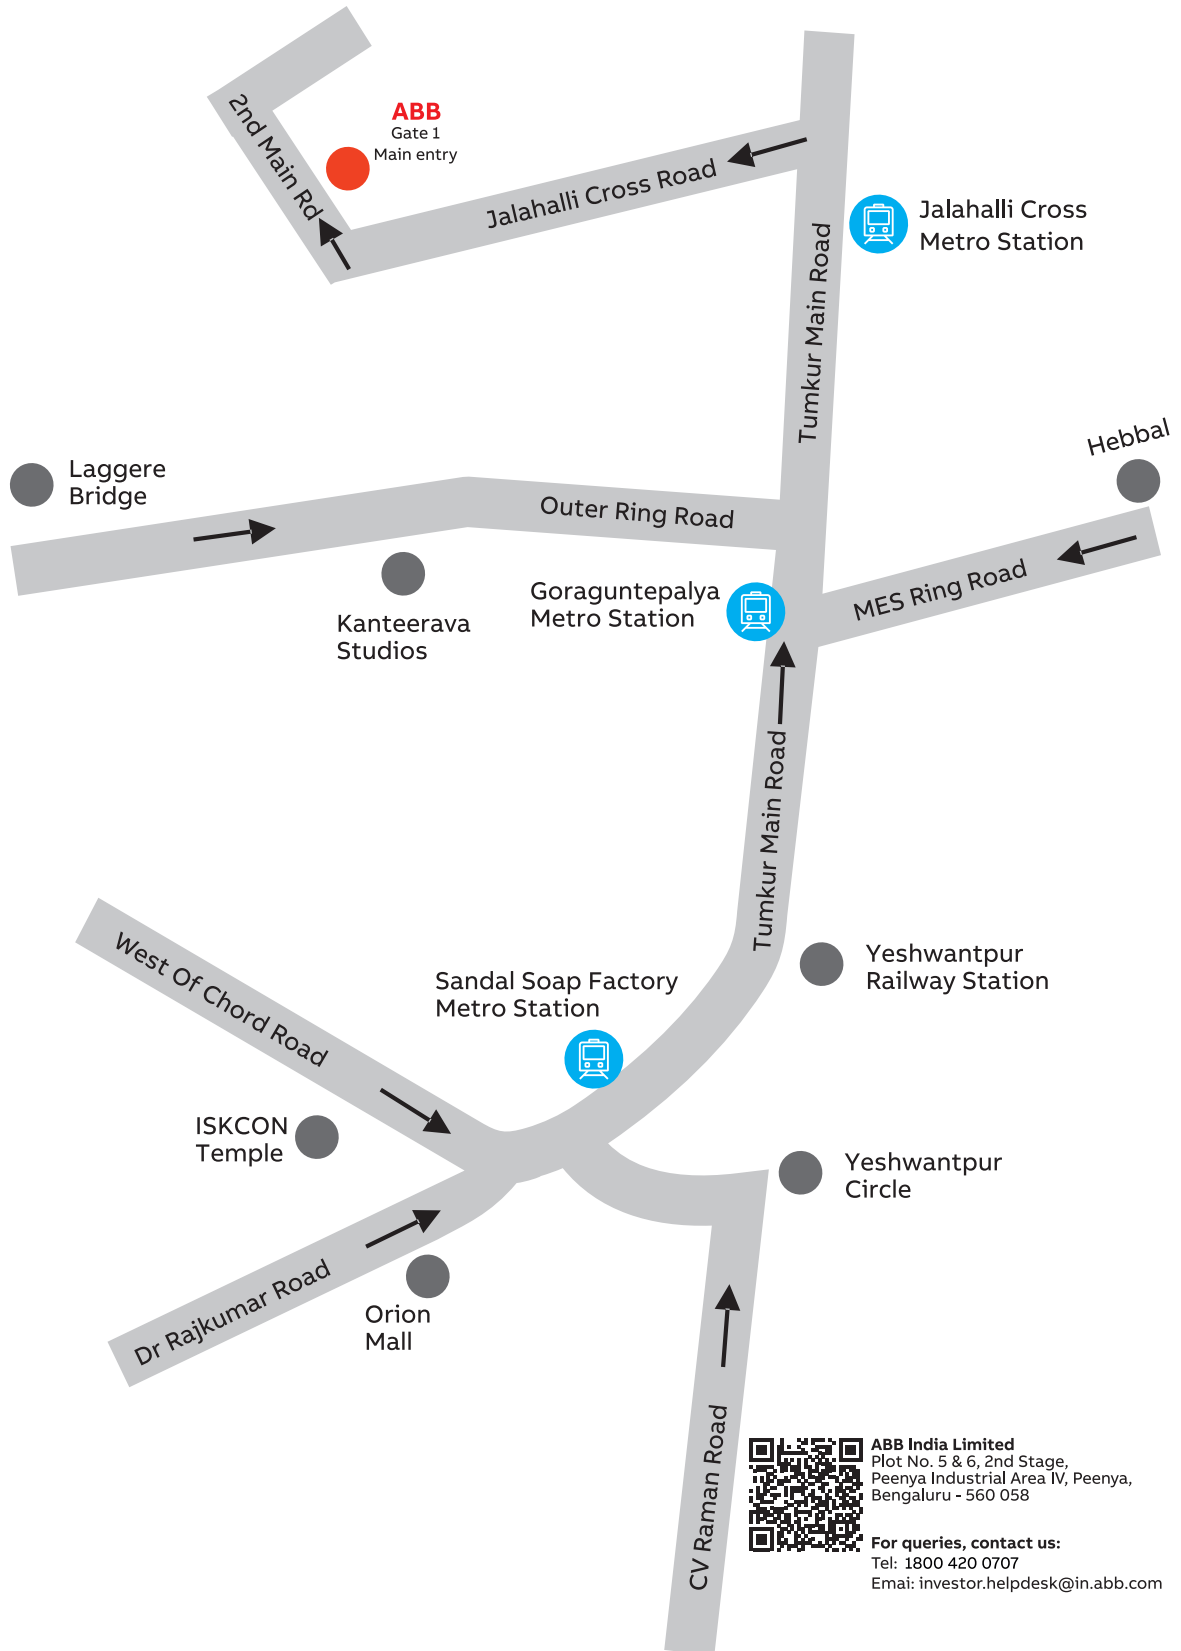 ABB
Gate 1
Main entry
2nd Main Rd
Jalahalli Cross Road
Jalahalli Cross
Metro Station
Tumkur Main Road
Hebbal
Laggere
Bridge
Outer Ring Road
MES Ring Road
Goraguntepalya
Metro Station
Kanteerava
Studios
Tumkur Main Road
West Of Chord Road
Sandal Soap Factory
Metro Station
Yeshwantpur
Railway Station
ISKCON
Temple
Yeshwantpur
Circle
Dr Rajkumar Road
Orion
Mall
CV Raman Road
ABB India Limited
Plot No. 5 & 6, 2nd Stage,
Peenya Industrial Area IV, Peenya,
Bengaluru - 560 058
For queries, contact us:
Tel: 1800 420 0707
Emai: investor.helpdesk@in.abb.com